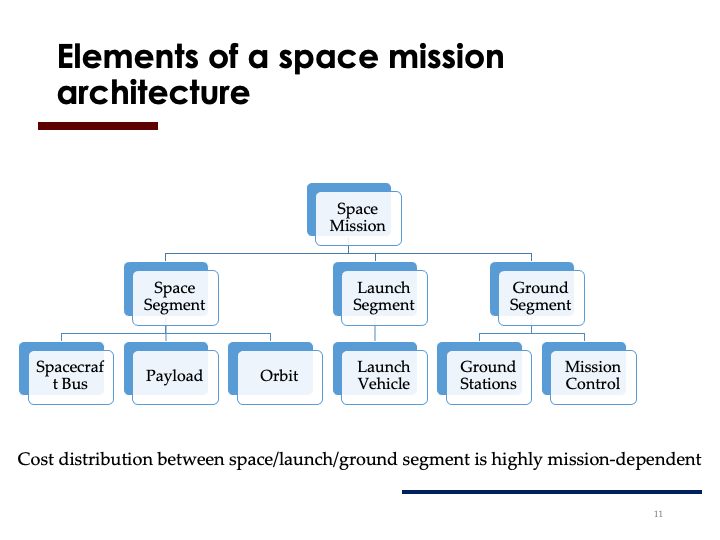 Elements of a space mission
architecture
Space
Mission
Space
Segment
Launch
Segment
Ground
Segment
Spacecraf
t Bus
Payload
Orbit
Launch
Vehicle
Ground
Stations
Mission
Control
Cost distribution between space/launch/ground segment is highly mission-dependent
11